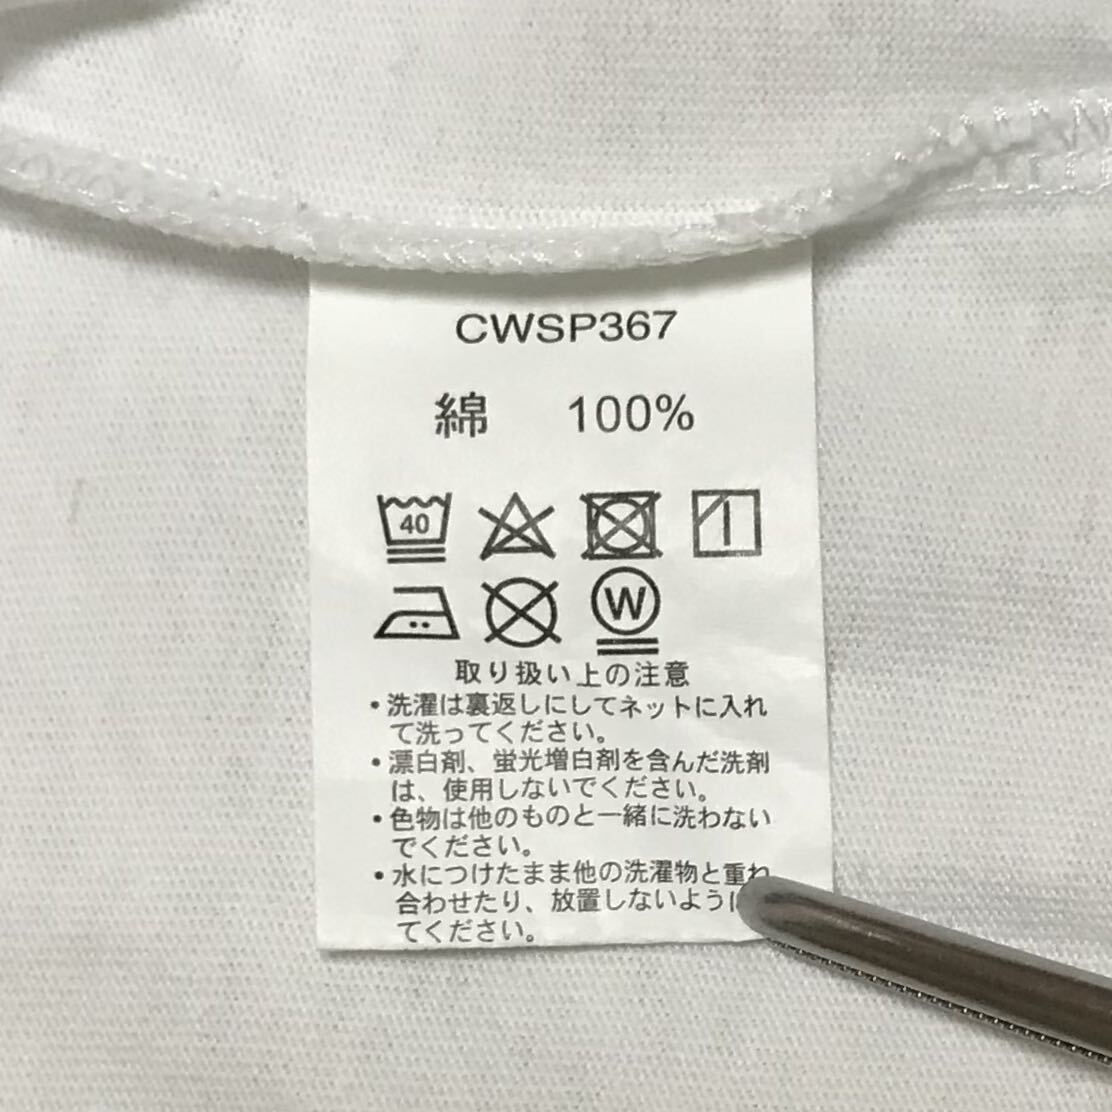 CWSP367
綿 100%
40
W
取り扱い上の注意
•洗濯は裏返しにしてネットに入れ
て洗ってください。
•漂白剤、蛍光増白剤を含んだ洗剤
は、使用しないでください。
•色物は他のものと一緒に洗わない
でください。
•水につけたまま他の洗濯物と重ね
合わせたり、放置しないように
てください。